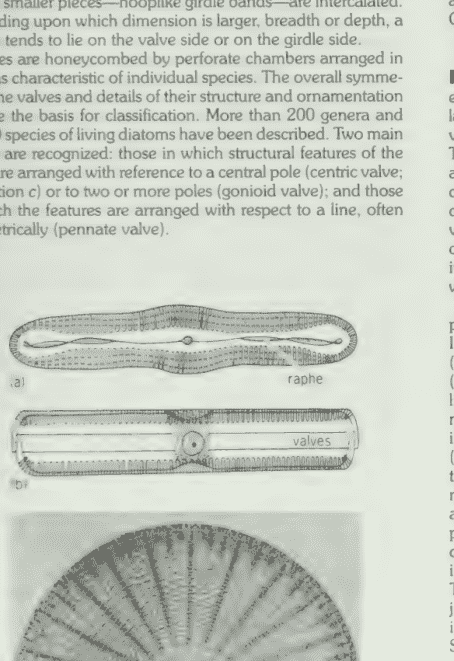 smaller pieces—hooplike girdle bands—are intercalated.
ding upon which dimension is larger, breadth or depth, a
tends to lie on the valve side or on the girdle side.
es are honeycombed by perforate chambers arranged in
s characteristic of individual species. The overall symme-
he valves and details of their structure and ornamentation
e the basis for classification. More than 200 genera and
species of living diatoms have been described. Two main
are recognized: those in which structural features of the
re arranged with reference to a central pole (centric valve;
tion c) or to two or more poles (gonioid valve); and those
ch the features are arranged with respect to a line, often
etrically (pennate valve).
(a)
raphe
valves
b)